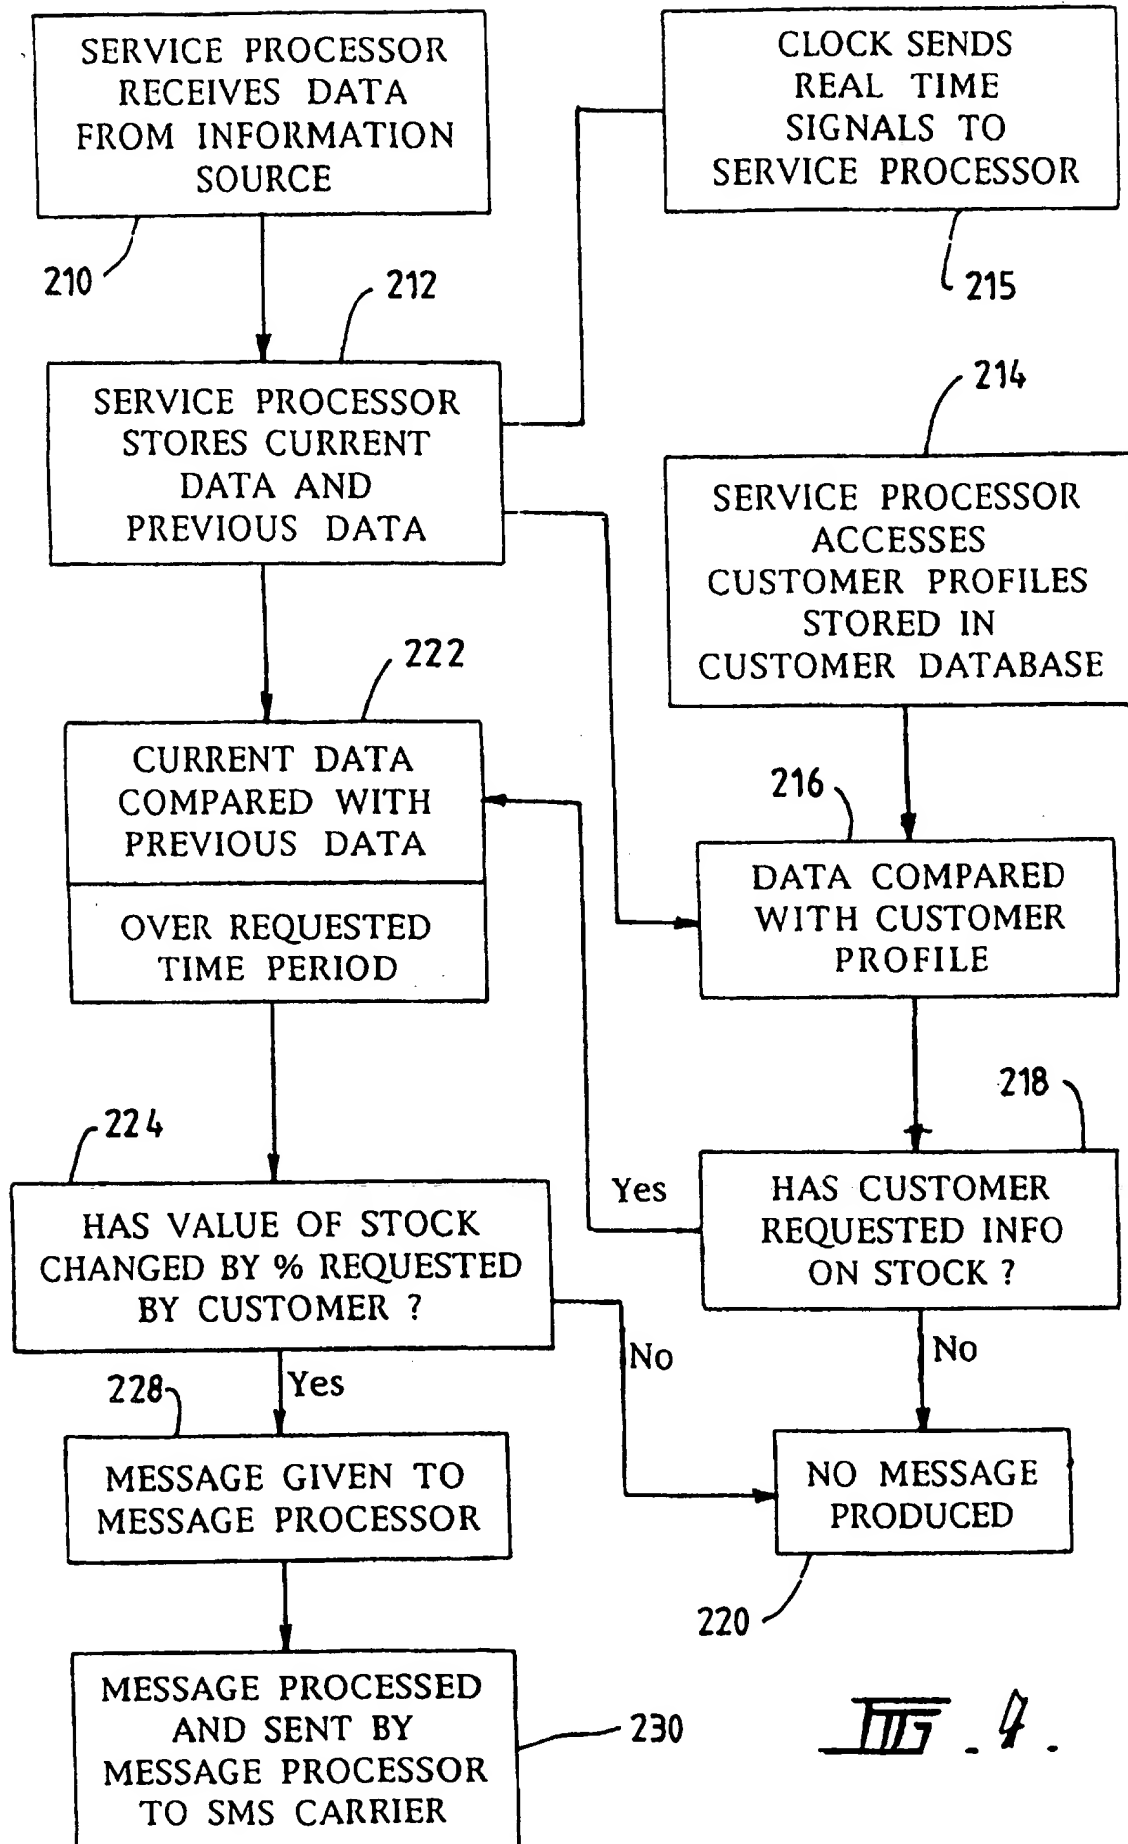 SERVICE PROCESSOR
RECEIVES DATA
FROM INFORMATION
SOURCE
210
CLOCK SENDS
REAL TIME
SIGNALS TO
SERVICE PROCESSOR
215
212
SERVICE PROCESSOR
STORES CURRENT
DATA AND
PREVIOUS DATA
214
SERVICE PROCESSOR
ACCESSES
CUSTOMER PROFILES
STORED IN
CUSTOMER DATABASE
222
CURRENT DATA
COMPARED WITH
PREVIOUS DATA
OVER REQUESTED
TIME PERIOD
216
DATA COMPARED
WITH CUSTOMER
PROFILE
218
HAS CUSTOMER
REQUESTED INFO
ON STOCK ?
Yes
No
224
HAS VALUE OF STOCK
CHANGED BY % REQUESTED
BY CUSTOMER ?
No
Yes
228
MESSAGE GIVEN TO
MESSAGE PROCESSOR
NO MESSAGE
PRODUCED
220
MESSAGE PROCESSED
AND SENT BY
MESSAGE PROCESSOR
TO SMS CARRIER
230
FIG.